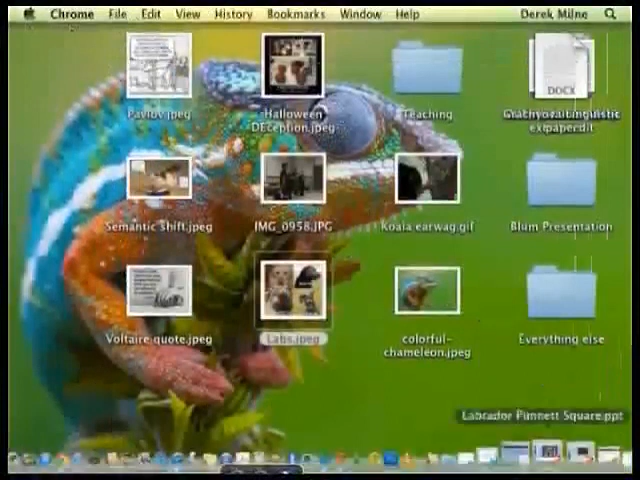 Chrome File Edit View History Bookmarks Window Help Derek Milne
Pavlov.jpeg
Halloween
DEception.jpeg
Teaching
DOCX
Semantic Shift.jpeg
IMG_0958.JPG
Koala earwag.gif
Blum Presentation
Voltaire quote.jpeg
Labs.jpeg
colorful-
chameleon.jpeg
Everything else
Labrador Punnett Square.ppt